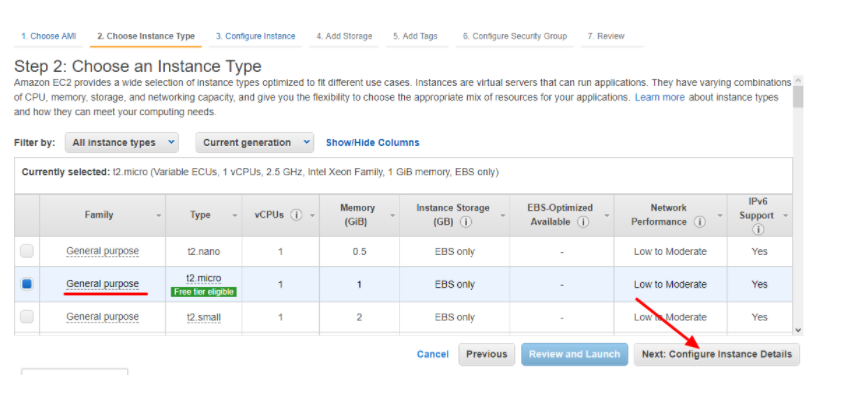 1. Choose AMI 2. Choose Instance Type 3. Configure Instance 4. Add Storage 5. Add Tags 6. Configure Security Group 7. Review
Step 2: Choose an Instance Type
Amazon EC2 provides a wide selection of instance types optimized to fit different use cases. Instances are virtual servers that can run applications. They have varying combinations
of CPU, memory, storage, and networking capacity, and give you the flexibility to choose the appropriate mix of resources for your applications. Learn more about instance types
and how they can meet your computing needs.
Filter by: All instance types Current generation Show/Hide Columns
Currently selected: t2.micro (Variable ECUs, 1 vCPUs, 2.5 GHz, Intel Xeon Family, 1 GiB memory, EBS only)
Family Type vCPUs Memory (GiB) Instance Storage (GB) EBS-Optimized Available Network Performance IPv6 Support
General purpose t2.nano 1 0.5 EBS only - Low to Moderate Yes
General purpose t2.micro 1 1 EBS only - Low to Moderate Yes
Free tier eligible
General purpose t2.small 1 2 EBS only - Low to Moderate Yes
Cancel Previous Review and Launch Next: Configure Instance Details